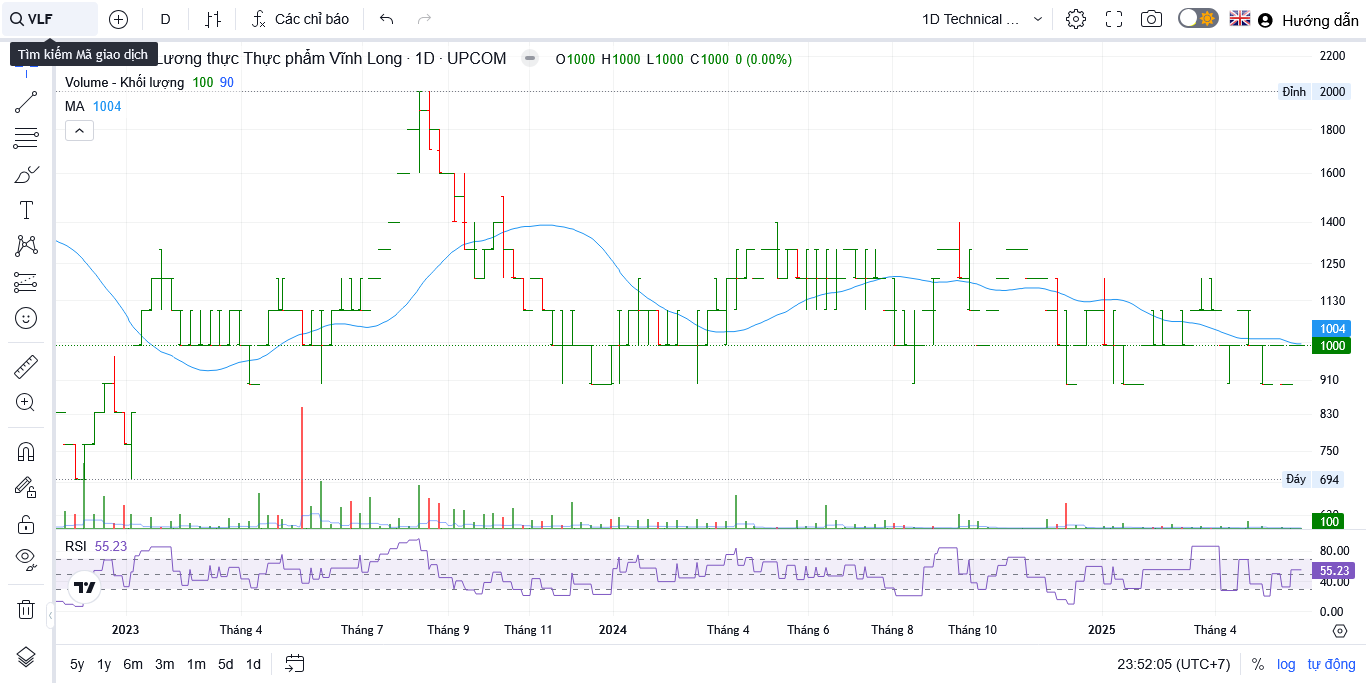 VLF
D
Các chỉ báo
1D Technical ...
Hướng dẫn
Tìm kiếm Mã giao dịch
Lương thực Thực phẩm Vĩnh Long · 1D · UPCOM
O1000 H1000 L1000 C1000 0 (0.00%)
Volume - Khối lượng 100 90
MA 1004
2200
Đỉnh 2000
1800
1600
1400
1250
1130
1004
1000
910
830
750
Đáy 694
100
RSI 55.23
80.00
55.23
40.00
0.00
2023 Tháng 4 Tháng 7 Tháng 9 Tháng 11 2024 Tháng 4 Tháng 6 Tháng 8 Tháng 10 2025 Tháng 4
5y 1y 6m 3m 1m 5d 1d
23:52:05 (UTC+7) % log tự động